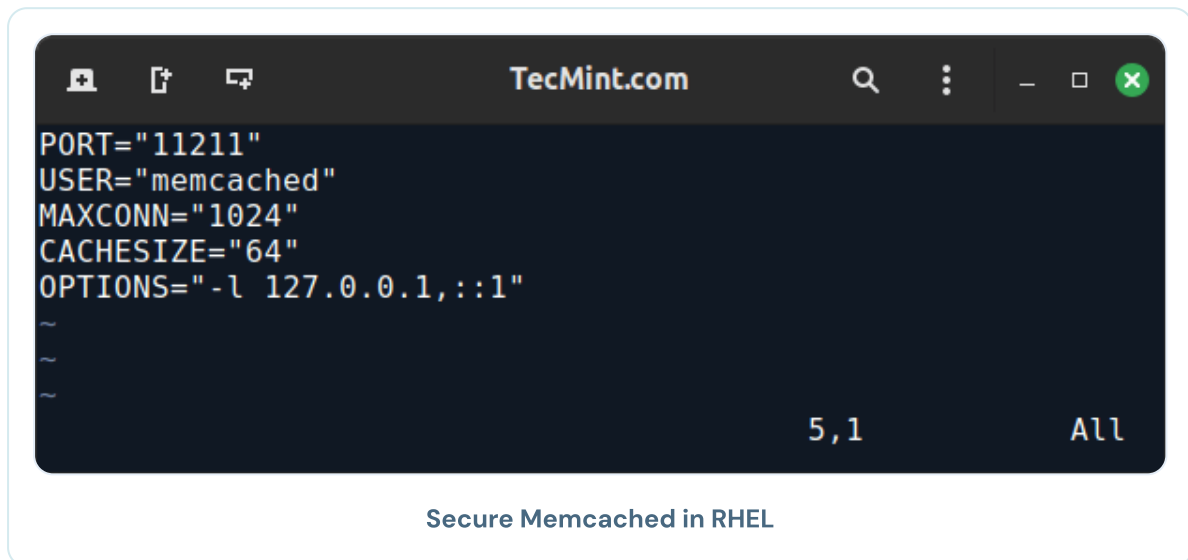 TecMint.com
PORT="11211"
USER="memcached"
MAXCONN="1024"
CACHESIZE="64"
OPTIONS="-l 127.0.0.1,::1"
~
~
~
5,1 All
Secure Memcached in RHEL